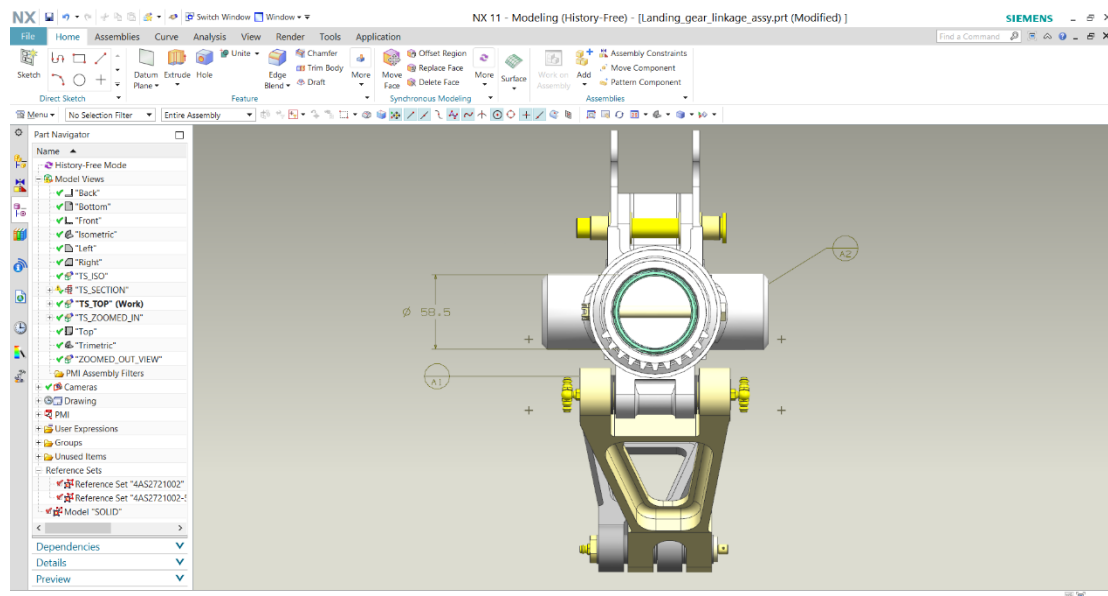 NX Switch Window Window NX 11 - Modeling (History-Free) - [Landing_gear_linkage_assy.prt (Modified) ] SIEMENS
File Home Assemblies Curve Analysis View Render Tools Application Find a Command
Sketch
Direct Sketch
Datum Plane
Extrude
Hole
Unite
Edge Blend
Chamfer
Trim Body
Draft
More
Feature
Move Face
Offset Region
Replace Face
Delete Face
More
Synchronous Modeling
Surface
Work on Assembly
Add
Assembly Constraints
Move Component
Pattern Component
Assemblies
Menu No Selection Filter Entire Assembly
Part Navigator
Name
History-Free Mode
Model Views
"Back"
"Bottom"
"Front"
"Isometric"
"Left"
"Right"
"TS_ISO"
"TS_SECTION"
"TS_TOP" (Work)
"TS_ZOOMED_IN"
"Top"
"Trimetric"
"ZOOMED_OUT_VIEW"
PMI Assembly Filters
Cameras
Drawing
PMI
User Expressions
Groups
Unused Items
Reference Sets
Reference Set "4AS2721002"
Reference Set "4AS2721002-
Model "SOLID"
Dependencies
Details
Preview
A2
Ø 58.5
A1